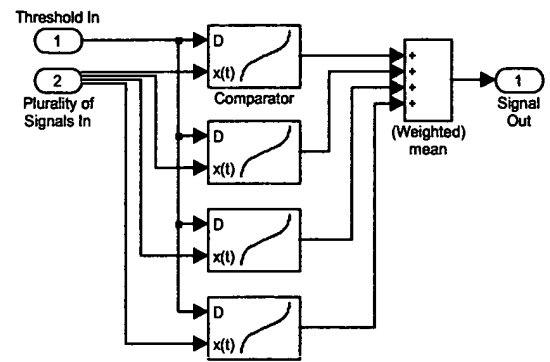 Threshold In
1
2
Plurality of
Signals In
D
x(t)
Comparator
D
x(t)
D
x(t)
D
x(t)
+
+
+
+
(Weighted)
mean
1
Signal
Out